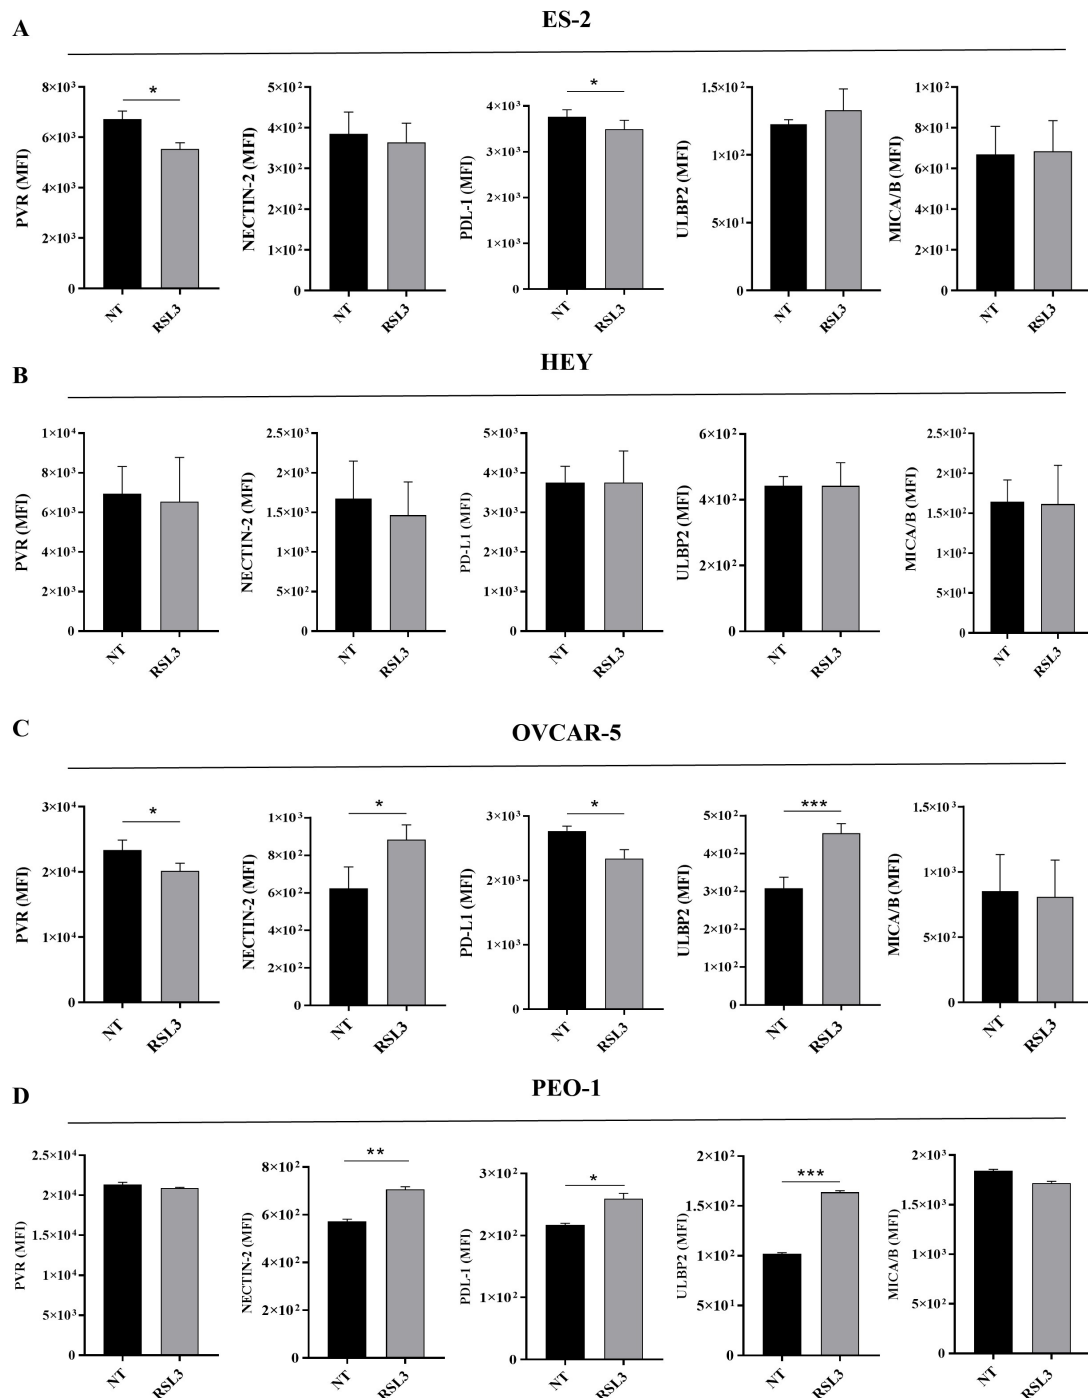 A
ES-2
PVR (MFI)
8×10³
6×10³
4×10³
2×10³
0
*
NT
RSL3
NECTIN-2 (MFI)
5×10²
4×10²
3×10²
2×10²
1×10²
0
NT
RSL3
PDL-1 (MFI)
4×10³
3×10³
2×10³
1×10³
0
*
NT
RSL3
ULBP2 (MFI)
1.5×10²
1×10²
5×10¹
0
NT
RSL3
MICA/B (MFI)
1×10²
8×10¹
6×10¹
4×10¹
2×10¹
0
NT
RSL3
B
HEY
PVR (MFI)
1×10⁴
8×10³
6×10³
4×10³
2×10³
0
NT
RSL3
NECTIN-2 (MFI)
2.5×10³
2×10³
1.5×10³
1×10³
5×10²
0
NT
RSL3
PD-L1 (MFI)
5×10³
4×10³
3×10³
2×10³
1×10³
0
NT
RSL3
ULBP2 (MFI)
6×10²
4×10²
2×10²
0
NT
RSL3
MICA/B (MFI)
2.5×10²
2×10²
1.5×10²
1×10²
5×10¹
0
NT
RSL3
C
OVCAR-5
PVR (MFI)
3×10⁴
2×10⁴
1×10⁴
0
*
NT
RSL3
NECTIN-2 (MFI)
1×10³
8×10²
6×10²
4×10²
2×10²
0
*
NT
RSL3
PD-L1 (MFI)
3×10³
2×10³
1×10³
0
*
NT
RSL3
ULBP2 (MFI)
5×10²
4×10²
3×10²
2×10²
1×10²
0
***
NT
RSL3
MICA/B (MFI)
1.5×10³
1×10³
5×10²
0
NT
RSL3
D
PEO-1
PVR (MFI)
2.5×10⁴
2×10⁴
1.5×10⁴
1×10⁴
5×10³
0
NT
RSL3
NECTIN-2 (MFI)
8×10²
6×10²
4×10²
2×10²
0
**
NT
RSL3
PDL-1 (MFI)
3×10²
2×10²
1×10²
0
*
NT
RSL3
ULBP2 (MFI)
2×10²
1.5×10²
1×10²
5×10¹
0
***
NT
RSL3
MICA/B (MFI)
2×10³
1.5×10³
1×10³
5×10²
0
NT
RSL3